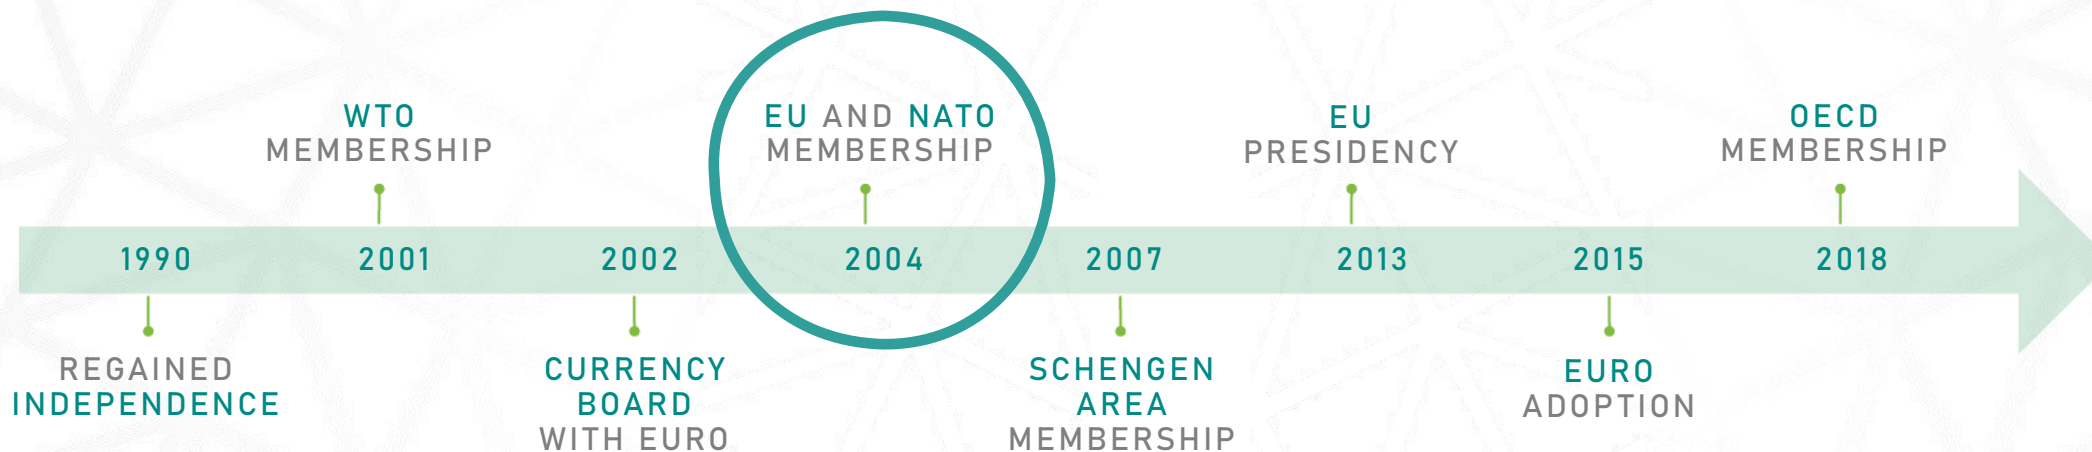 WTO
MEMBERSHIP
EU AND NATO
MEMBERSHIP
EU
PRESIDENCY
OECD
MEMBERSHIP
1990
2001
2002
2004
2007
2013
2015
2018
REGAINED
INDEPENDENCE
CURRENCY
BOARD
WITH EURO
SCHENGEN
AREA
MEMBERSHIP
EURO
ADOPTION